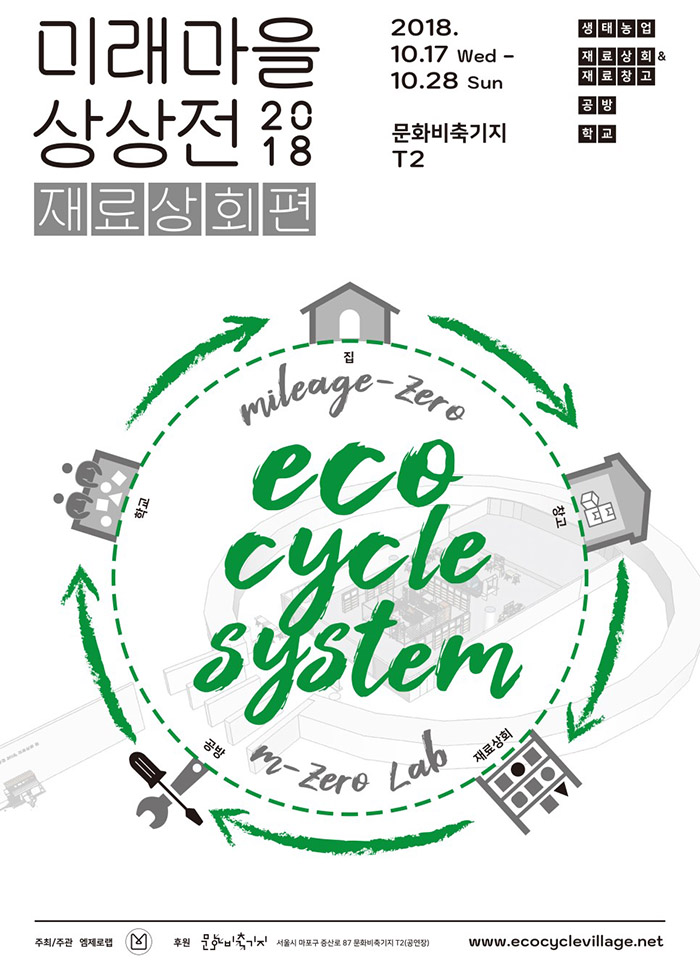 미래마을
상상전 2018
재료상회편
2018.
10.17 Wed –
10.28 Sun
문화비축기지
T2
생태농업
재료상회 &
재료창고
공방
학교
집
mileage-zero
eco
cycle
system
m-zero Lab
학교
창고
공방
재료상회
주최/주관 엠제로랩 후원 문화비축기지 서울시 마포구 증산로 87 문화비축기지 T2(공연장) www.ecocyclevillage.net